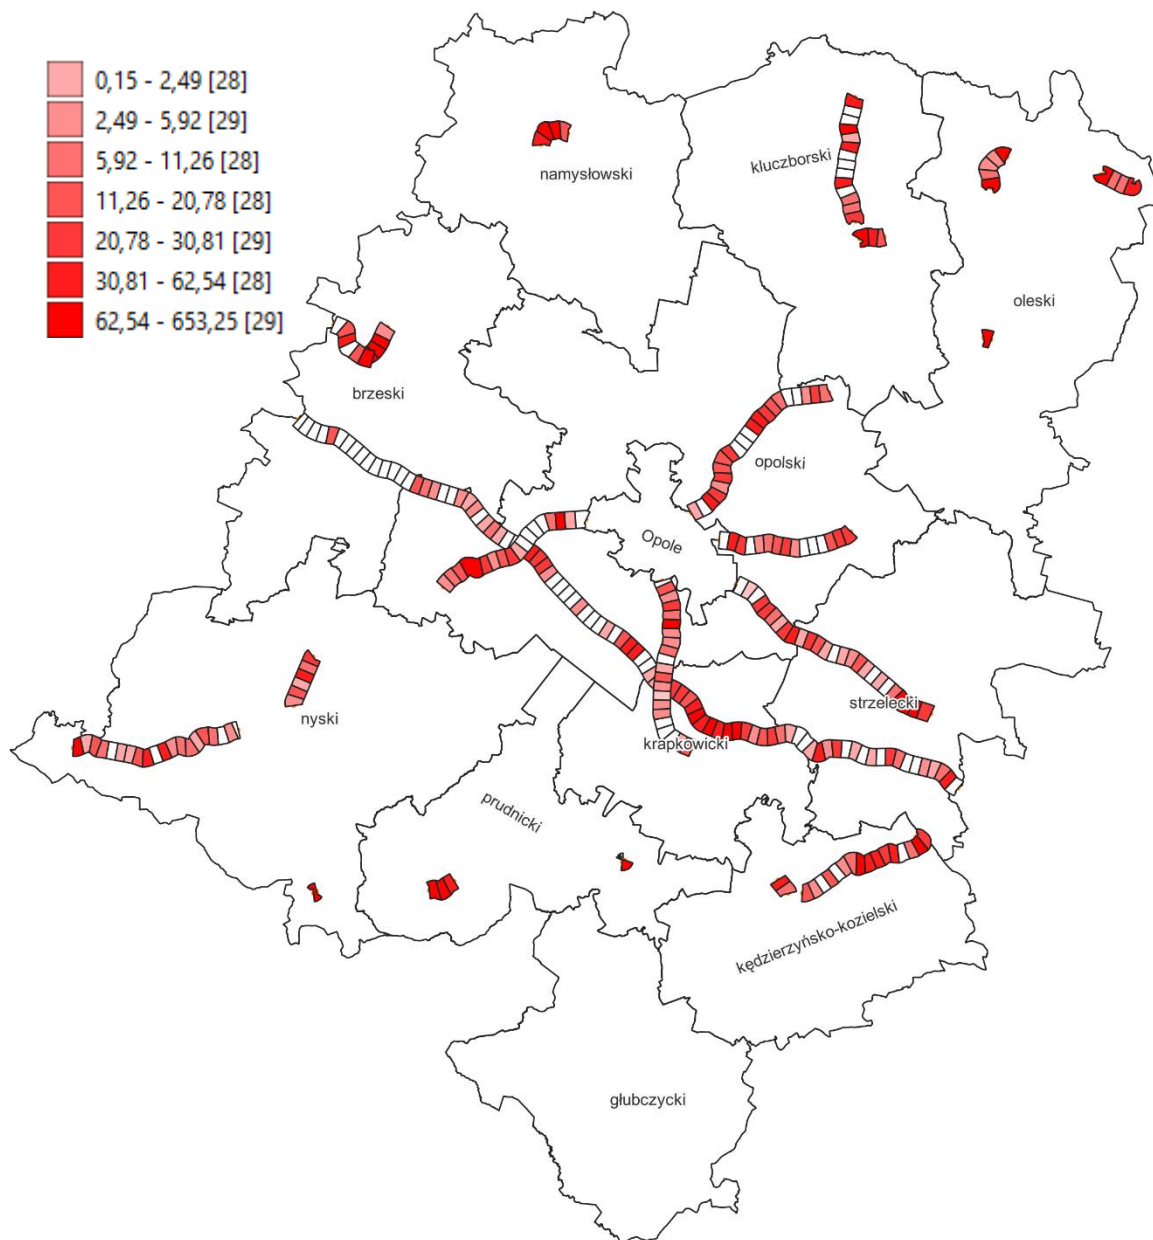 0,15 - 2,49 [28]
2,49 - 5,92 [29]
5,92 - 11,26 [28]
11,26 - 20,78 [28]
20,78 - 30,81 [29]
30,81 - 62,54 [28]
62,54 - 653,25 [29]
namysłowski
kluczborski
oleski
brzeski
opolski
Opole
strzelecki
nyski
krapkowicki
prudnicki
kędzierzyńsko-kozielski
głubczycki